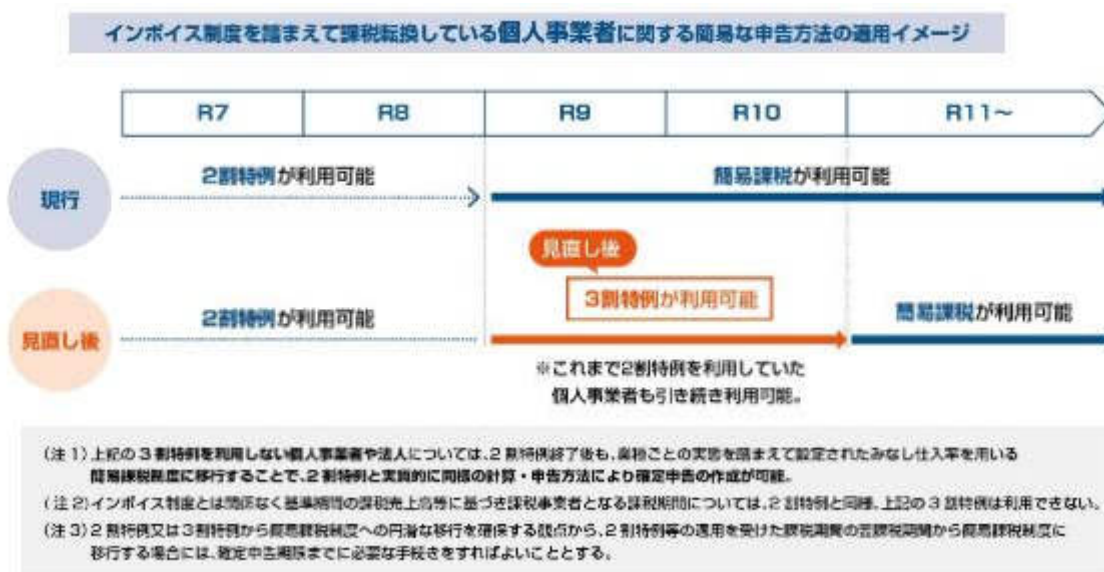 インボイス制度を踏まえて課税転換している個人事業者に関する簡易な申告方法の適用イメージ
R7 R8 R9 R10 R11~
現行
2割特例が利用可能
簡易課税が利用可能
見直し後
見直し後
2割特例が利用可能
3割特例が利用可能
簡易課税が利用可能
※これまで2割特例を利用していた
個人事業者も引き続き利用可能。
(注1)上記の3割特例を利用しない個人事業者や法人については、2割特例終了後も、業種ごとの実態を踏まえて設定されたみなし仕入率を用いる
簡易課税制度に移行することで、2割特例と実質的に同様の計算・申告方法により確定申告の作成が可能。
(注2)インボイス制度とは関係なく基準期間の課税売上高等に基づき課税事業者となる課税期間については、2割特例と同様、上記の3割特例は利用できない。
(注3)2割特例又は3割特例から簡易課税制度への円滑な移行を確保する観点から、2割特例等の適用を受けた課税期間の翌課税期間から簡易課税制度に
移行する場合には、確定申告期限までに必要な手続きをすればよいこととする。